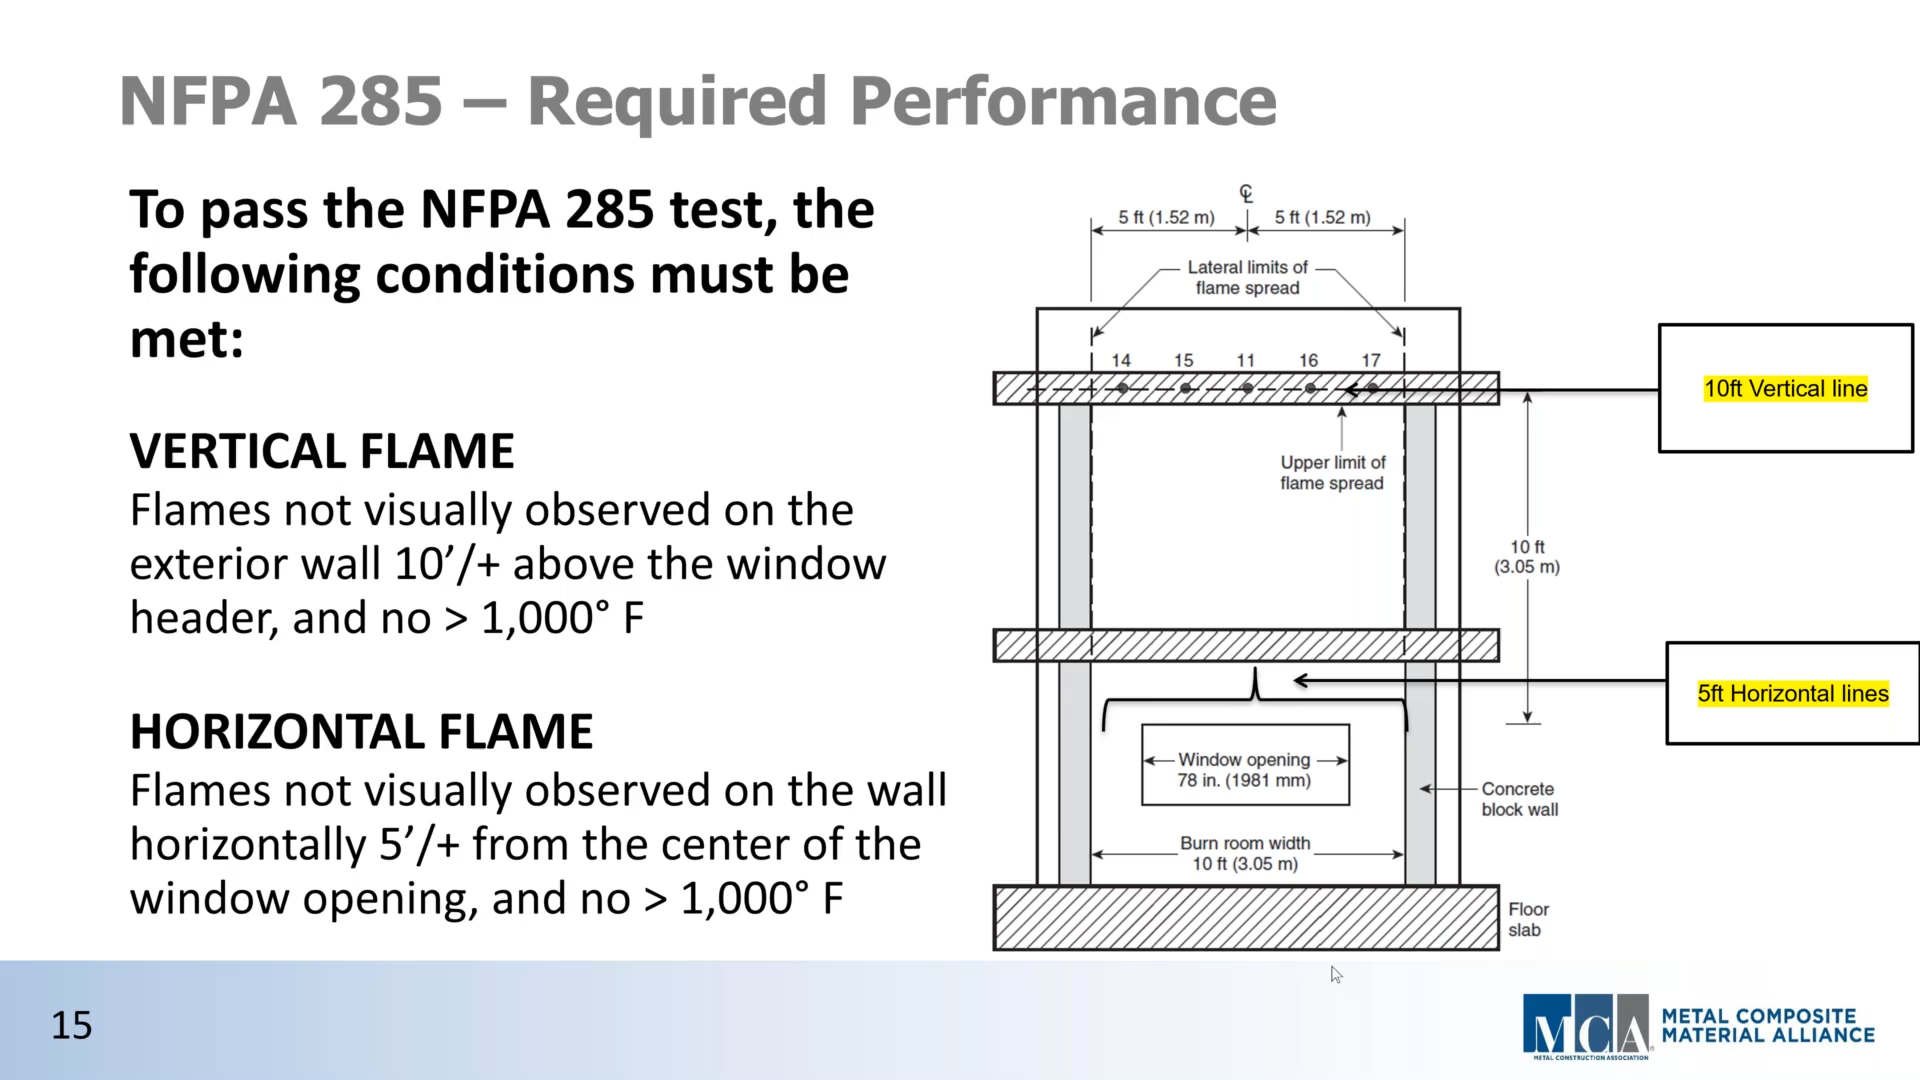 NFPA 285 – Required Performance
To pass the NFPA 285 test, the
following conditions must be
met:
VERTICAL FLAME
Flames not visually observed on the
exterior wall 10’/+ above the window
header, and no > 1,000° F
HORIZONTAL FLAME
Flames not visually observed on the wall
horizontally 5’/+ from the center of the
window opening, and no > 1,000° F
℄
5 ft (1.52 m) 5 ft (1.52 m)
Lateral limits of
flame spread
14 15 11 16 17
10ft Vertical line
Upper limit of
flame spread
10 ft
(3.05 m)
5ft Horizontal lines
Window opening
78 in. (1981 mm)
Concrete
block wall
Burn room width
10 ft (3.05 m)
Floor
slab
15
MCA®
METAL CONSTRUCTION ASSOCIATION
METAL COMPOSITE
MATERIAL ALLIANCE